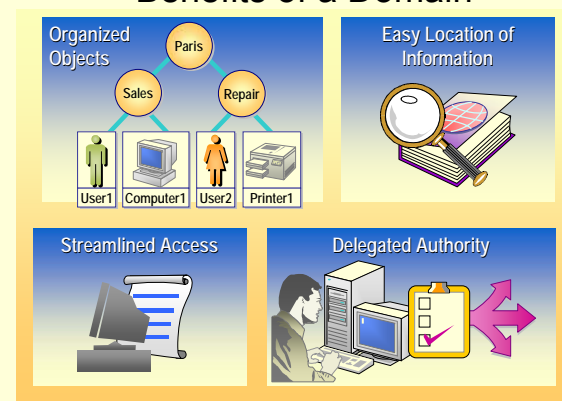 Benefits of a Domain
Organized
Objects
Paris
Sales
Repair
User1
Computer1
User2
Printer1
Easy Location of
Information
Streamlined Access
Delegated Authority